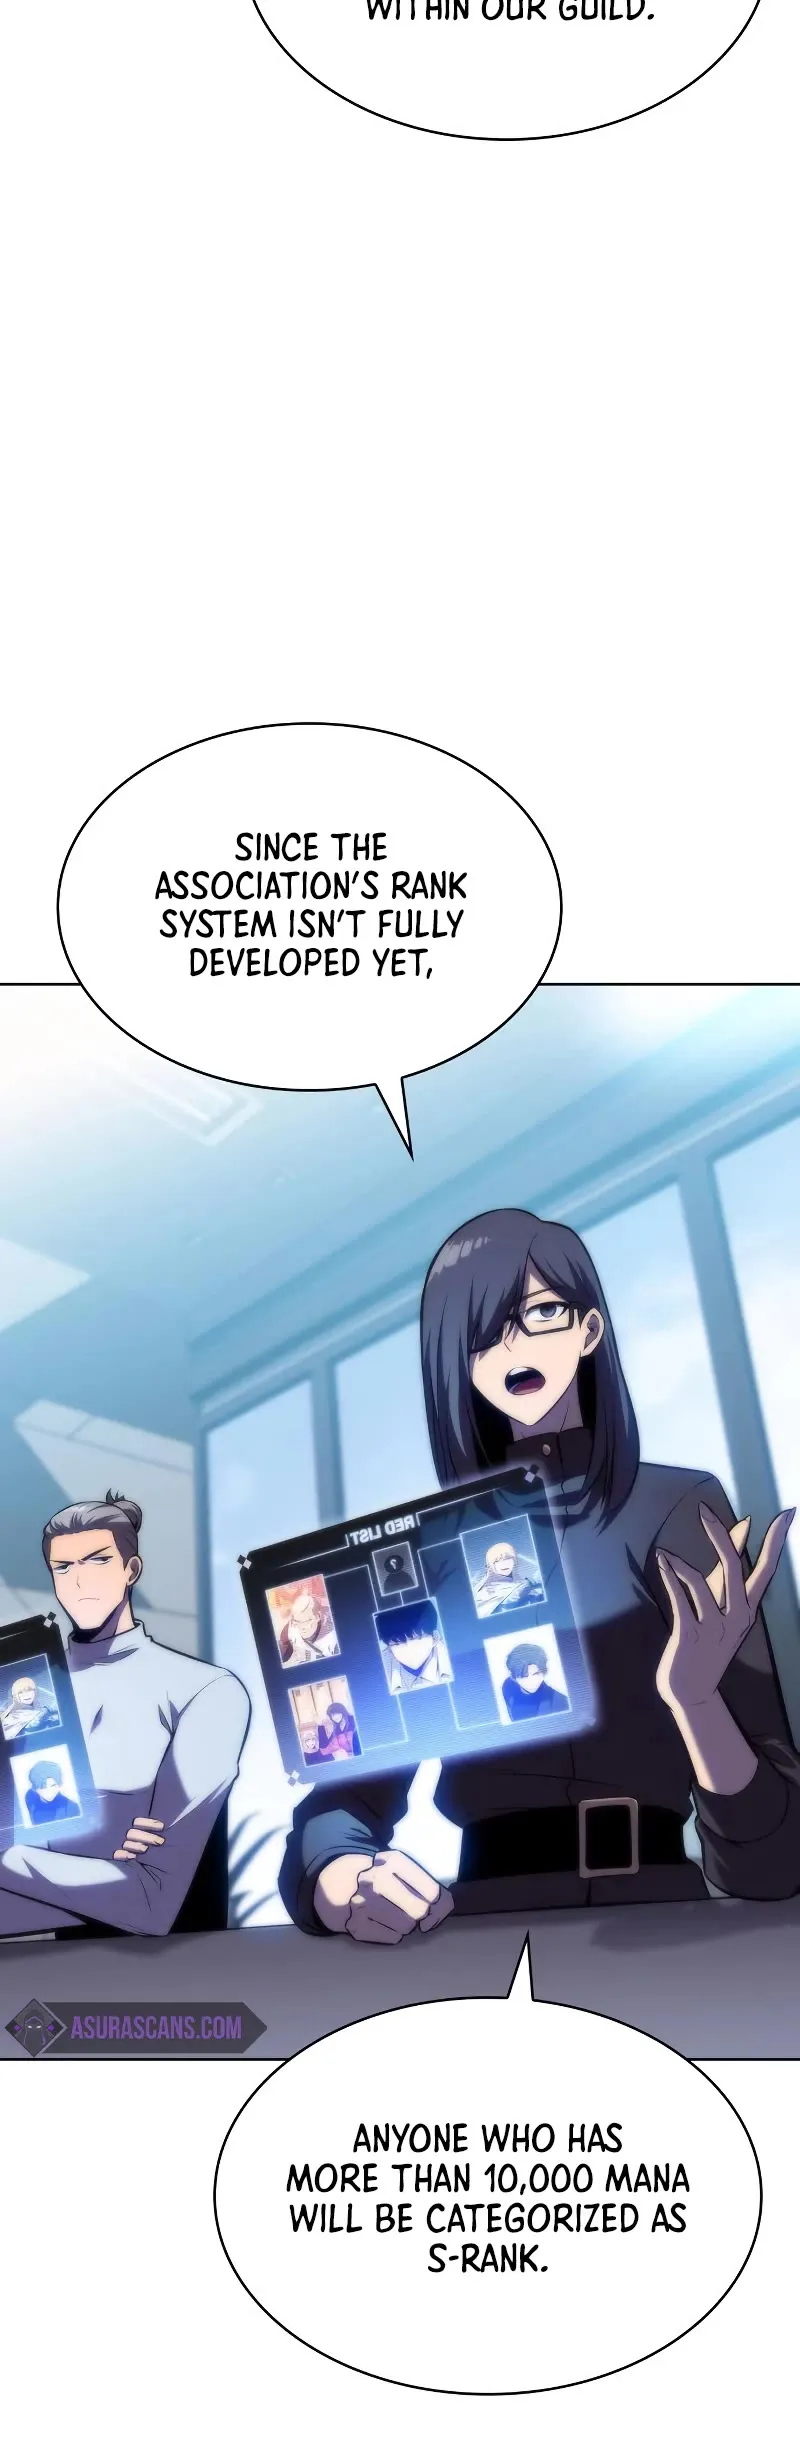 WITHIN OUR GUILD.
SINCE THE
ASSOCIATION'S RANK
SYSTEM ISN'T FULLY
DEVELOPED YET,
RED LIST
?
ASURASCANS.COM
ANYONE WHO HAS
MORE THAN 10,000 MANA
WILL BE CATEGORIZED AS
S-RANK.